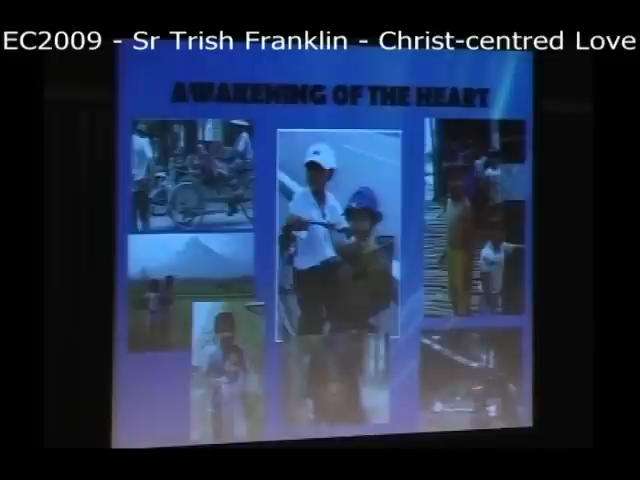 EC2009 - Sr Trish Franklin - Christ-centred Love
AWAKENING OF THE HEART